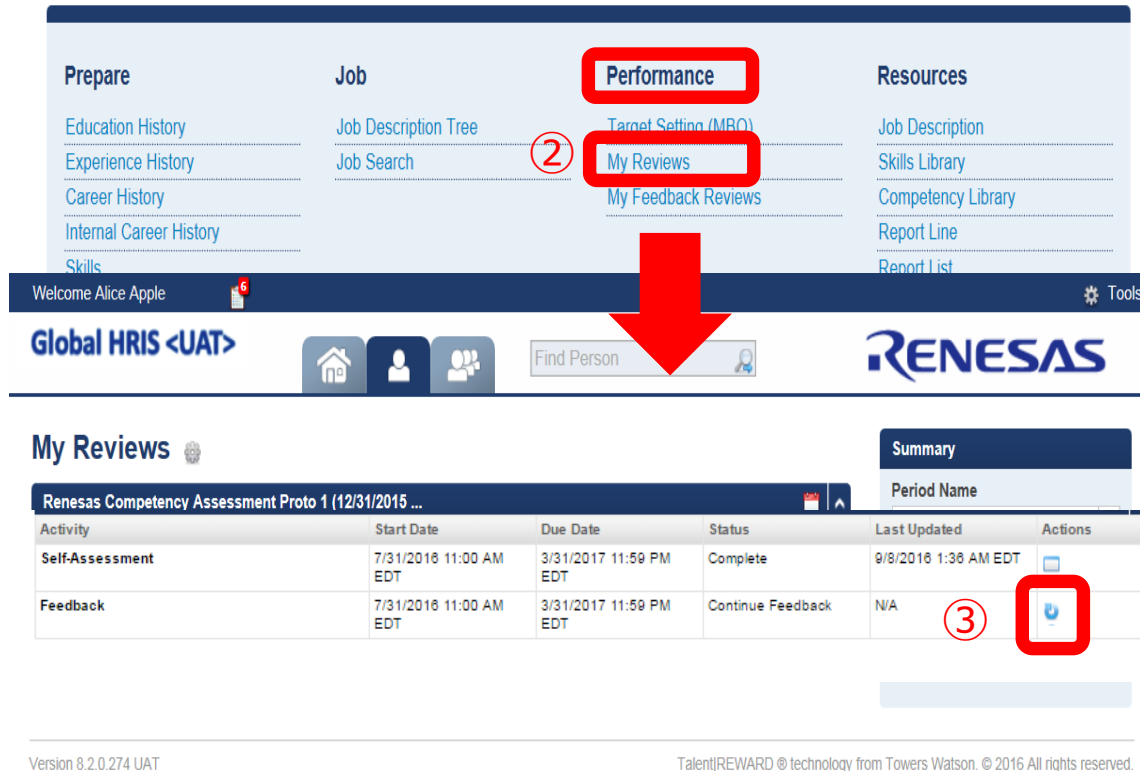 Prepare
Job
Performance
Resources
Education History
Job Description Tree
Target Setting (MBO)
Job Description
Experience History
Job Search
②
My Reviews
Skills Library
Career History
My Feedback Reviews
Competency Library
Internal Career History
Report Line
Skills
Report List
Welcome Alice Apple
6
Tools
Global HRIS <UAT>
Find Person
RENESAS
My Reviews
Summary
Renesas Competency Assessment Proto 1 (12/31/2015 ...
Period Name
Activity
Start Date
Due Date
Status
Last Updated
Actions
Self-Assessment
7/31/2016 11:00 AM
EDT
3/31/2017 11:59 PM
EDT
Complete
9/8/2016 1:36 AM EDT
Feedback
7/31/2016 11:00 AM
EDT
3/31/2017 11:59 PM
EDT
Continue Feedback
N/A
③
Version 8.2.0.274 UAT
Talent|REWARD ® technology from Towers Watson. © 2016 All rights reserved.